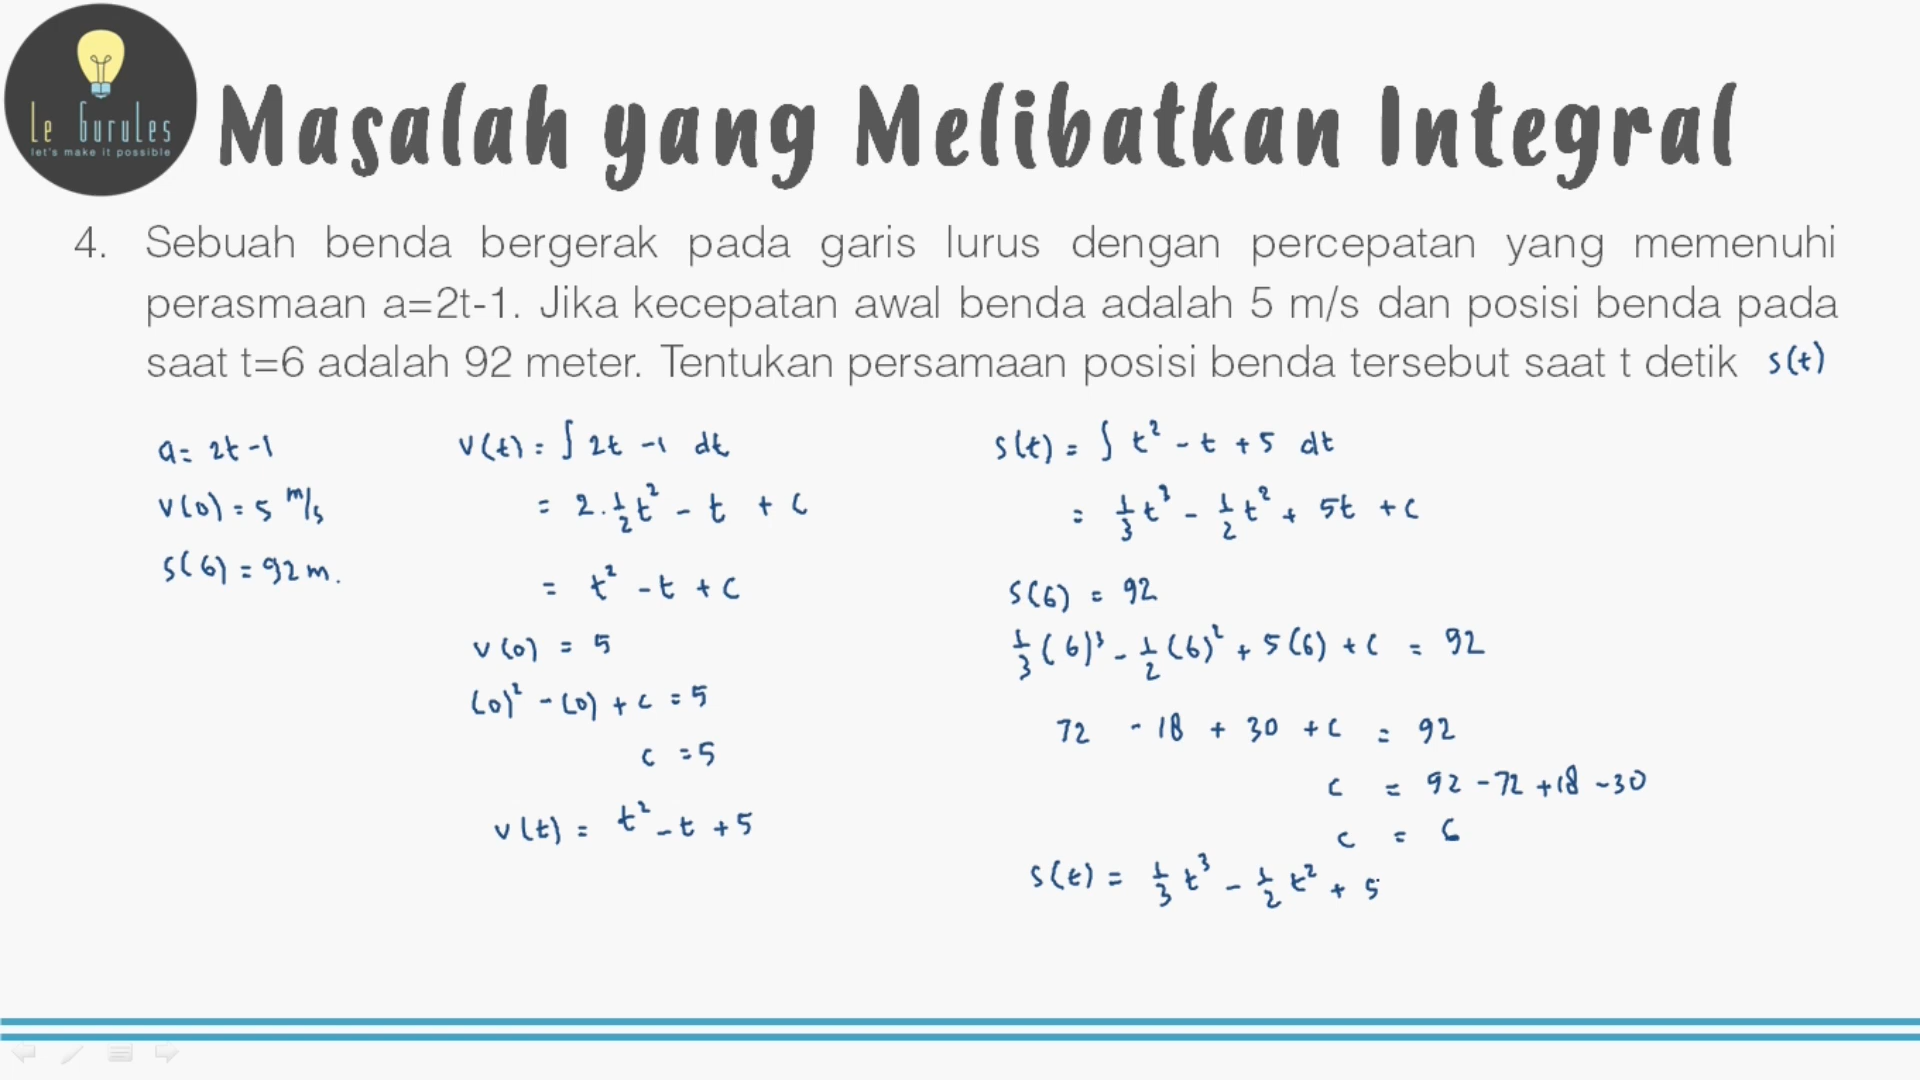 Le Gurules
let's make it possible
Masalah yang Melibatkan Integral
4. Sebuah benda bergerak pada garis lurus dengan percepatan yang memenuhi
perasmaan a=2t-1. Jika kecepatan awal benda adalah 5 m/s dan posisi benda pada
saat t=6 adalah 92 meter. Tentukan persamaan posisi benda tersebut saat t detik s(t)
a = 2t -1
v(0) = 5 m/s
s(6) = 92 m.
v(t) = ∫ 2t -1 dt
= 2. 1/2 t² - t + c
= t² - t + c
v(0) = 5
(0)² - (0) + c = 5
c = 5
v(t) = t² - t + 5
s(t) = ∫ t² - t + 5 dt
= 1/3 t³ - 1/2 t² + 5t + c
s(6) = 92
1/3 (6)³ - 1/2 (6)² + 5(6) + c = 92
72 - 18 + 30 + c = 92
c = 92 - 72 + 18 - 30
c = 6
s(t) = 1/3 t³ - 1/2 t² + 5